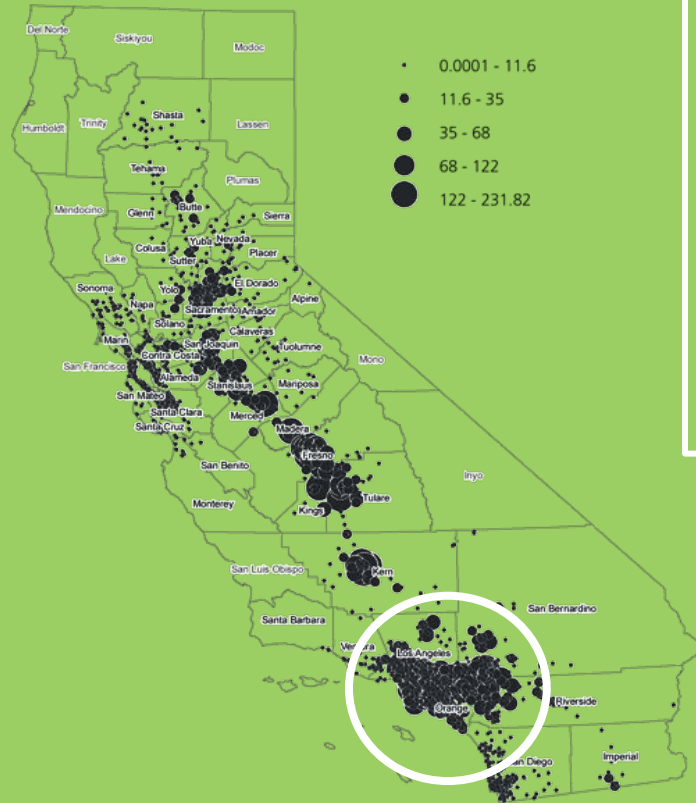 Del Norte
Siskiyou
Modoc
0.0001 - 11.6
11.6 - 35
Shasta
Humboldt
Trinity
Lassen
35 - 68
68 - 122
Tehama
Plumas
122 - 231.82
Mendocino
Glenn
Butte
Sierra
Colusa
Yuba
Nevada
Lake
Sutter
Placer
Sonoma
Yolo
El Dorado
Napa
Alpine
Sacramento
Amador
Solano
Calaveras
Marin
San Joaquin
Tuolumne
Contra Costa
Mono
San Francisco
Alameda
Stanislaus
Mariposa
San Mateo
Santa Clara
Merced
Santa Cruz
Madera
Fresno
San Benito
Inyo
Monterey
Kings
Tulare
San Luis Obispo
Kern
San Bernardino
Santa Barbara
Ventura
Los Angeles
Orange
Riverside
San Diego
Imperial